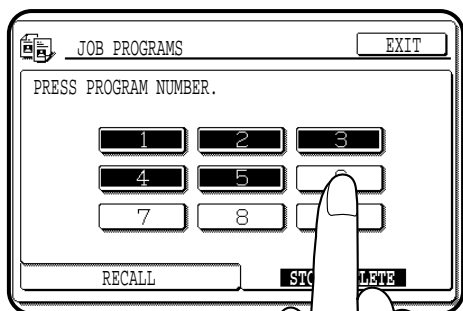 JOB PROGRAMS EXIT
PRESS PROGRAM NUMBER.
1 2 3
4 5
7 8
RECALL